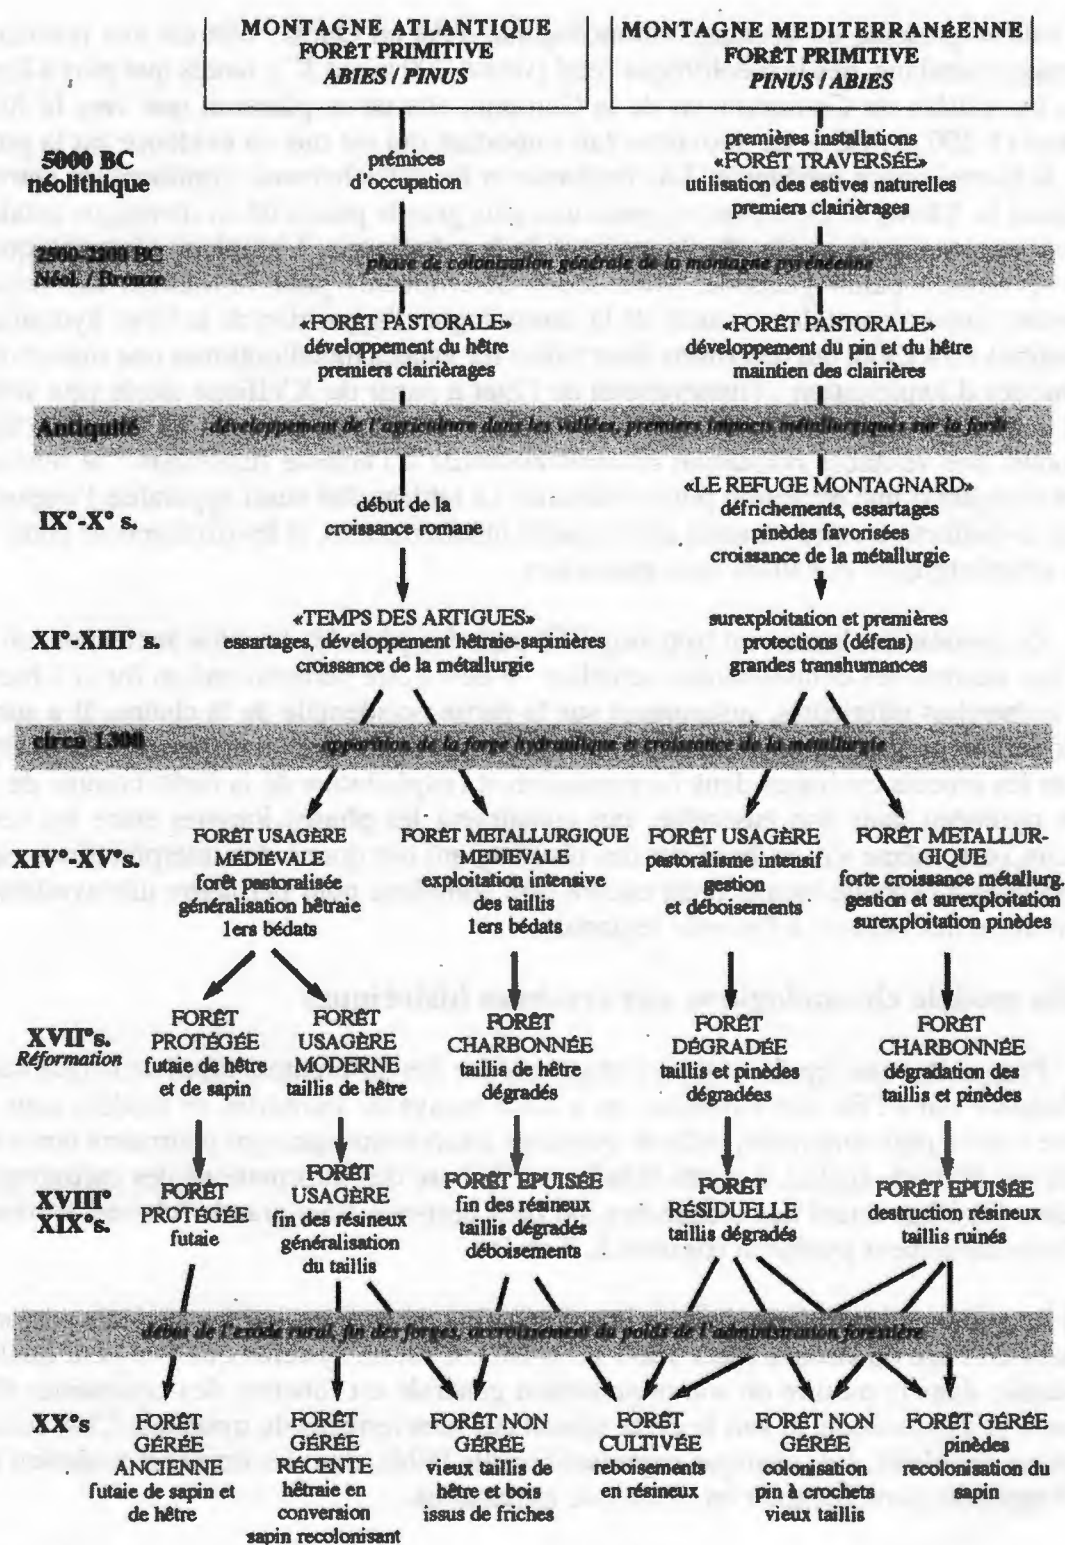 MONTAGNE ATLANTIQUE
FORÊT PRIMITIVE
ABIES / PINUS
MONTAGNE MEDITERRANÉENNE
FORÊT PRIMITIVE
PINUS / ABIES
5000 BC
néolithique
prémices
d'occupation
premières installations
«FORÊT TRAVERSÉE»
utilisation des estives naturelles
premiers clairièrages
2500-2200 BC
Néol. / Bronze
phase de colonization générale de la montagne pyrénéenne
«FORÊT PASTORALE»
développement du hêtre
premiers clairièrages
«FORÊT PASTORALE»
développement du pin et du hêtre
maintien des clairières
Antiquité
développement de l'agriculture dans les vallées, premiers impacts métallurgiques sur la forêt
IX°-X° s.
début de la
croissance romane
«LE REFUGE MONTAGNARD»
défrichements, essartages
pinèdes favorisées
croissance de la métallurgie
XI°-XIII° s.
«TEMPS DES ARTIGUES»
essartages, développement hêtraie-sapinières
croissance de la métallurgie
surexploitation et premières
protections (défens)
grandes transhumances
circa 1300
apparition de la forge hydraulique et croissance de la métallurgie
XIV°-XV°s.
FORÊT USAGÈRE
MÉDIÉVALE
forêt pastoralisée
généralisation hêtraie
1ers bédats
FORÊT METALLURGIQUE
MEDIEVALE
exploitation intensive
des taillis
1ers bédats
FORÊT USAGÈRE
pastoralisme intensif
gestion
et déboisements
FORÊT METALLUR-
GIQUE
forte croissance métallurg.
gestion et surexploitation
surexploitation pinèdes
XVII°s.
Réformation
FORÊT
PROTÉGÉE
futaie de hêtre
et de sapin
FORÊT
USAGÈRE
MODERNE
taillis de hêtre
FORÊT
CHARBONNÉE
taillis de hêtre
dégradés
FORÊT
DÉGRADÉE
taillis et pinèdes
dégradées
FORÊT
CHARBONNÉE
dégradation des
taillis et pinèdes
XVIII°
XIX°s.
FORÊT
PROTÉGÉE
futaie
FORÊT
USAGÈRE
fin des résineux
généralisation
du taillis
FORÊT EPUISÉE
fin des résineux
taillis dégradés
déboisements
FORÊT
RÉSIDUELLE
taillis dégradés
FORÊT EPUISÉE
destruction résineux
taillis ruinés
début de l'exode rural, fin des forges, accroissement du poids de l'administration forestière
XX°s
FORÊT
GÉRÉE
ANCIENNE
futaie de sapin et
de hêtre
FORÊT
GÉRÉE
RÉCENTE
hêtraie en
conversion
sapin recolonisant
FORÊT NON
GÉRÉE
vieux taillis de
hêtre et bois
issus de friches
FORÊT
CULTIVÉE
reboisements
en résineux
FORÊT NON
GÉRÉE
colonisation
pin à crochets
vieux taillis
FORÊT GÉRÉE
pinèdes
recolonisation du
sapin